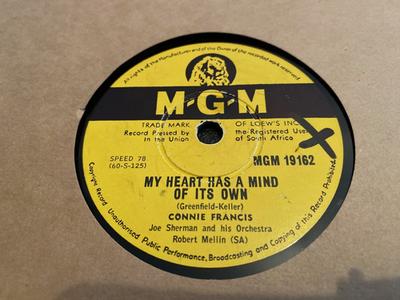 All rights of the Manufacturer and of the Owner of the recorded work reserved.
M-G-M
TRADE MARK OF LOEW'S INC.
Record Pressed by the Registered User
in the Union of South Africa
SPEED 78
(60-S-125)
MGM 19162
MY HEART HAS A MIND
OF ITS OWN
(Greenfield-Keller)
CONNIE FRANCIS
Joe Sherman and his Orchestra
Robert Mellin (SA)
Copyright Record Unauthorised Public Performance, Broadcasting and Copying of this Record Prohibited.